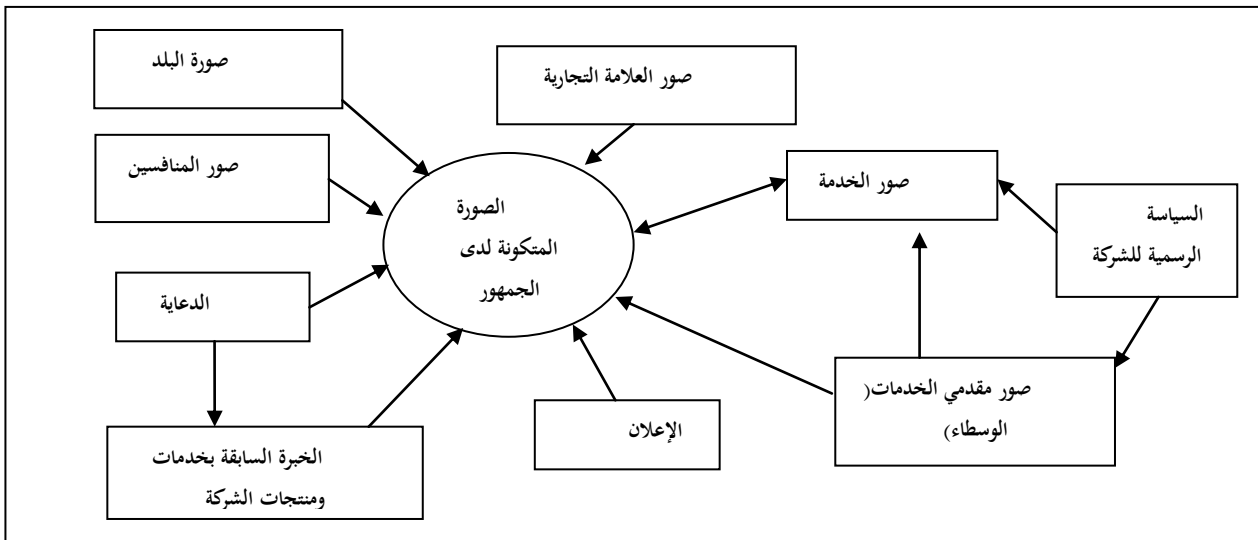 صورة البلد
صور العلامة التجارية
صور المنافسين
صور الخدمة
السياسة
الرسمية للشركة
الصورة
المتكونة لدى
الجمهور
الدعاية
صور مقدمي الخدمات(
الوسطاء)
الإعلان
الخبرة السابقة بخدمات
ومنتجات الشركة